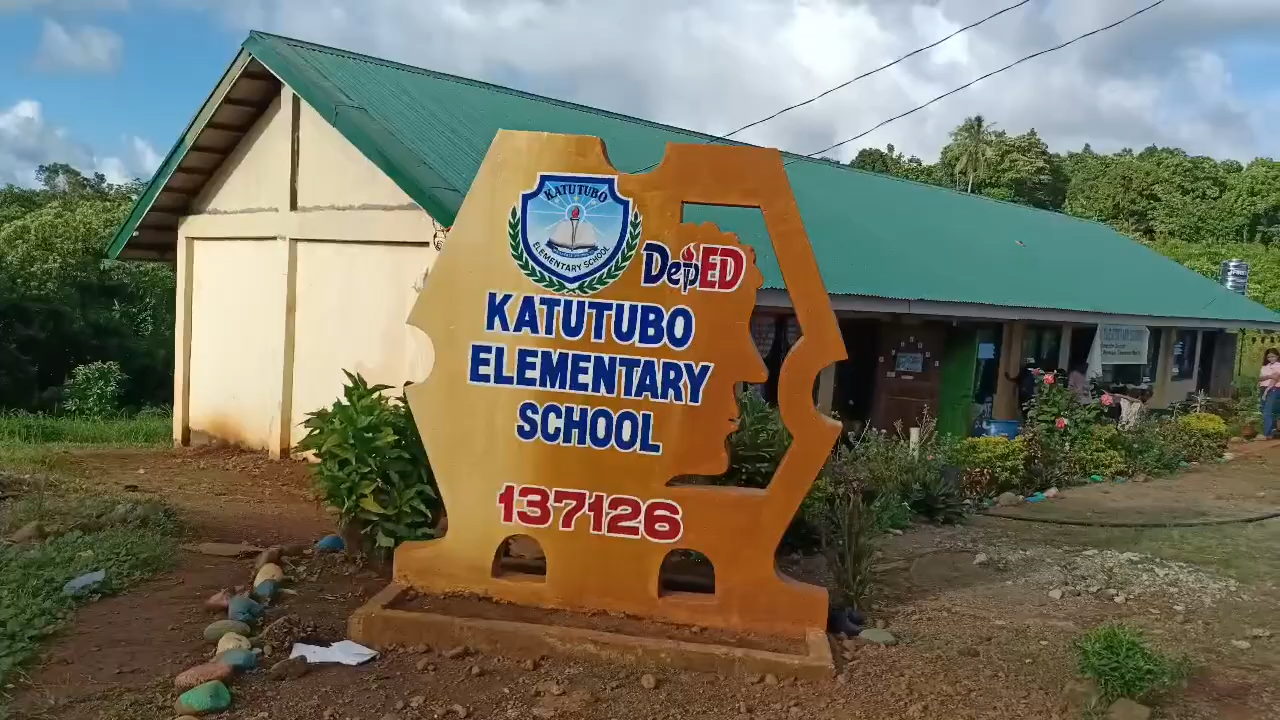 KATUTUBO
ELEMENTARY SCHOOL
DepED
KATUTUBO
ELEMENTARY
SCHOOL
137126